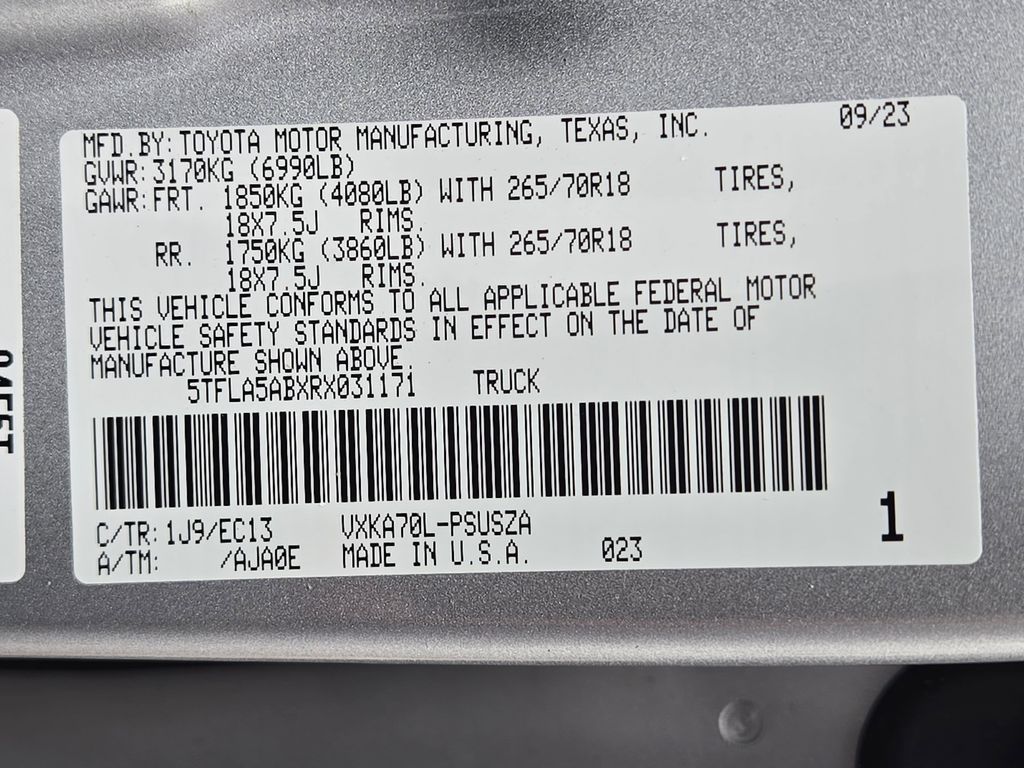 MFD.BY: TOYOTA MOTOR MANUFACTURING, TEXAS, INC. 09/23
GVWR: 3170KG (6990LB)
GAWR: FRT. 1850KG (4080LB) WITH 265/70R18 TIRES,
18X7.5J RIMS.
RR. 1750KG (3860LB) WITH 265/70R18 TIRES,
18X7.5J RIMS.
THIS VEHICLE CONFORMS TO ALL APPLICABLE FEDERAL MOTOR
VEHICLE SAFETY STANDARDS IN EFFECT ON THE DATE OF
MANUFACTURE SHOWN ABOVE.
5TFLA5ABXRX031171 TRUCK
C/TR: 1J9/EC13 VXKA70L-PSUSZA
A/TM: /AJA0E MADE IN U.S.A. 023
1